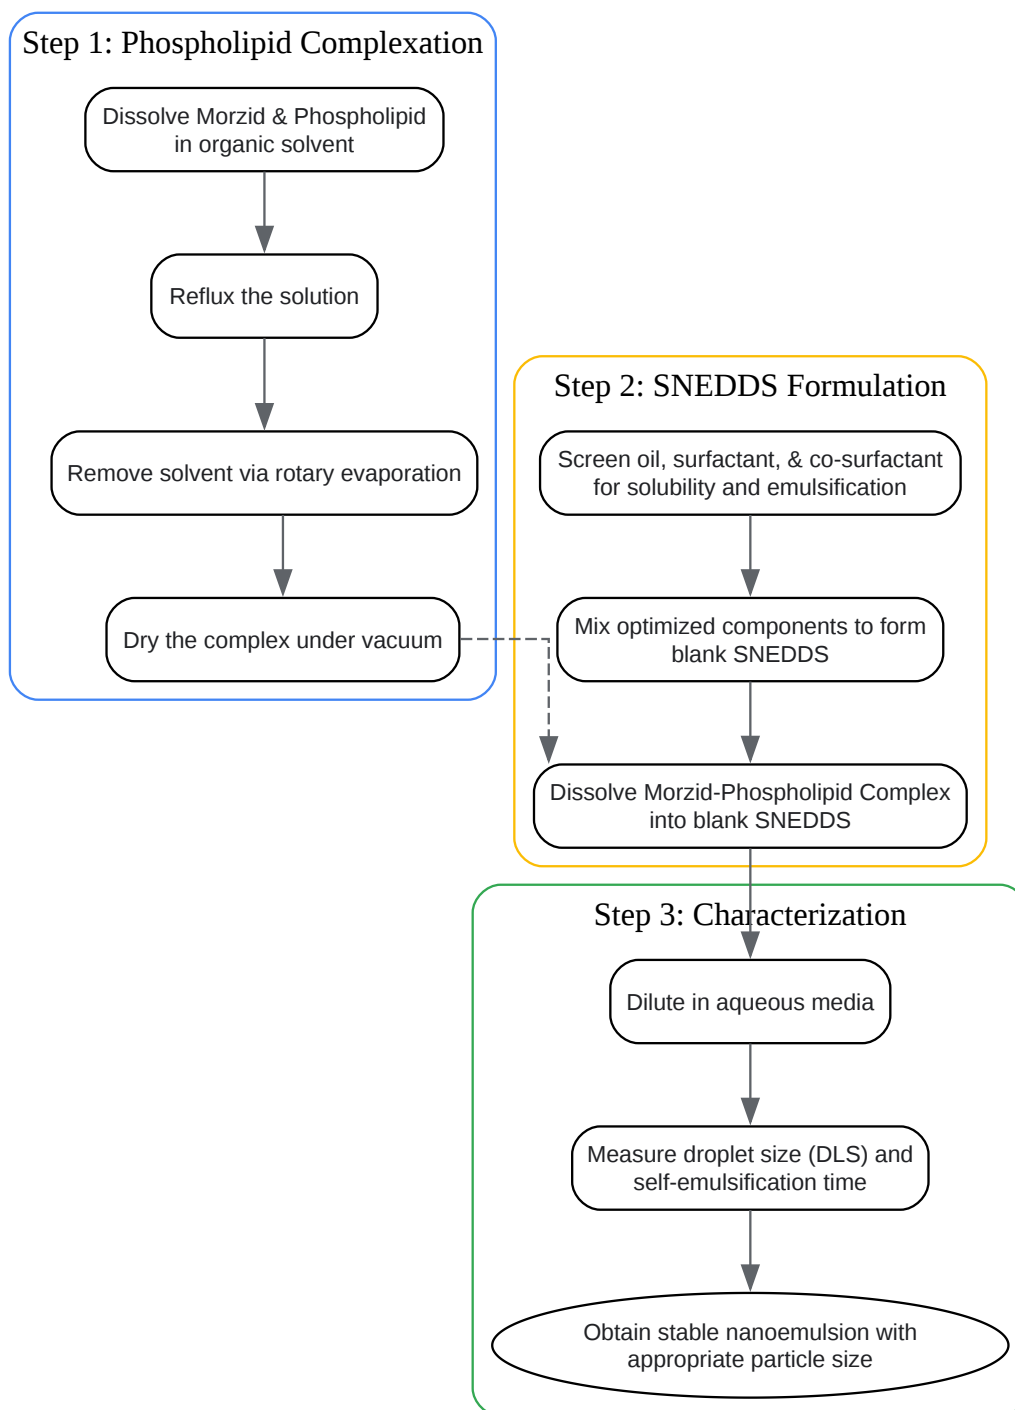 Step 1: Phospholipid Complexation
Dissolve Morzid & Phospholipid
in organic solvent
Reflux the solution
Remove solvent via rotary evaporation
Dry the complex under vacuum
Step 2: SNEDDS Formulation
Screen oil, surfactant, & co-surfactant
for solubility and emulsification
Mix optimized components to form
blank SNEDDS
Dissolve Morzid-Phospholipid Complex
into blank SNEDDS
Step 3: Characterization
Dilute in aqueous media
Measure droplet size (DLS) and
self-emulsification time
Obtain stable nanoemulsion with
appropriate particle size